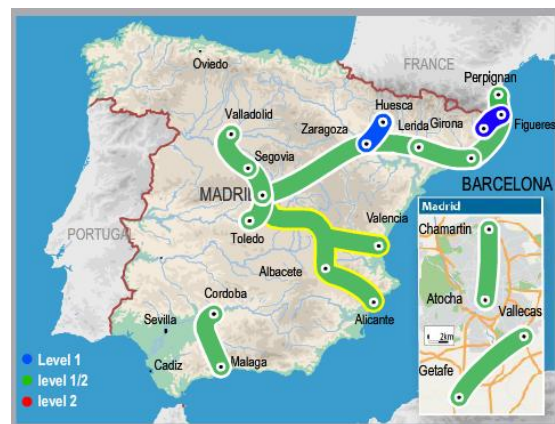 FRANCE
Oviedo
Perpignan
Huesca
Valladolid
Zaragoza
Lerida
Girona
Figueres
Segovia
MADRID
BARCELONA
Toledo
Valencia
PORTUGAL
Albacete
Cordoba
Alicante
Sevilla
Cadiz
Malaga
Level 1
level 1/2
level 2
Madrid
Chamartin
Atocha
Vallecas
2km
Getafe